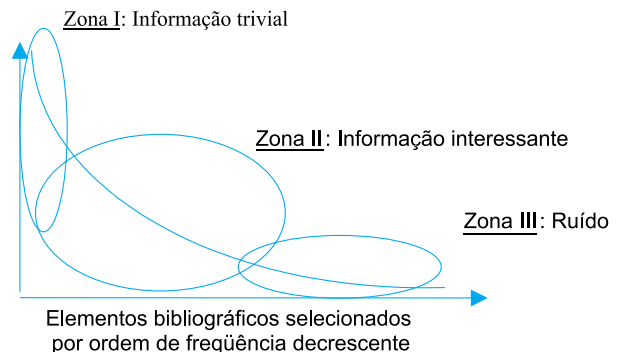 Zona I: Informação trivial
Zona II: Informação interessante
Zona III: Ruído
Elementos bibliográficos selecionados
por ordem de freqüência decrescente